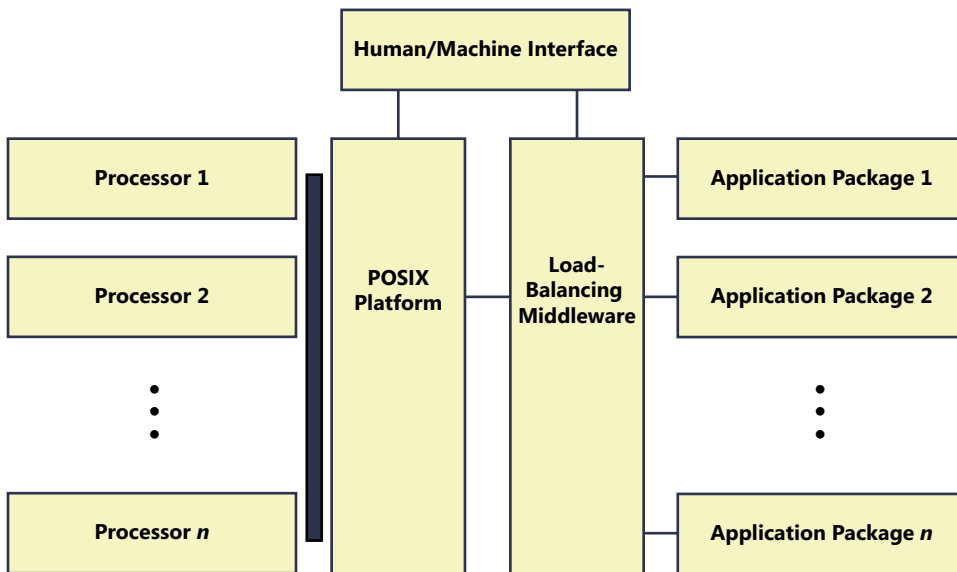 Human/Machine Interface
Processor 1
Processor 2
Processor n
POSIX
Platform
Load-
Balancing
Middleware
Application Package 1
Application Package 2
Application Package n